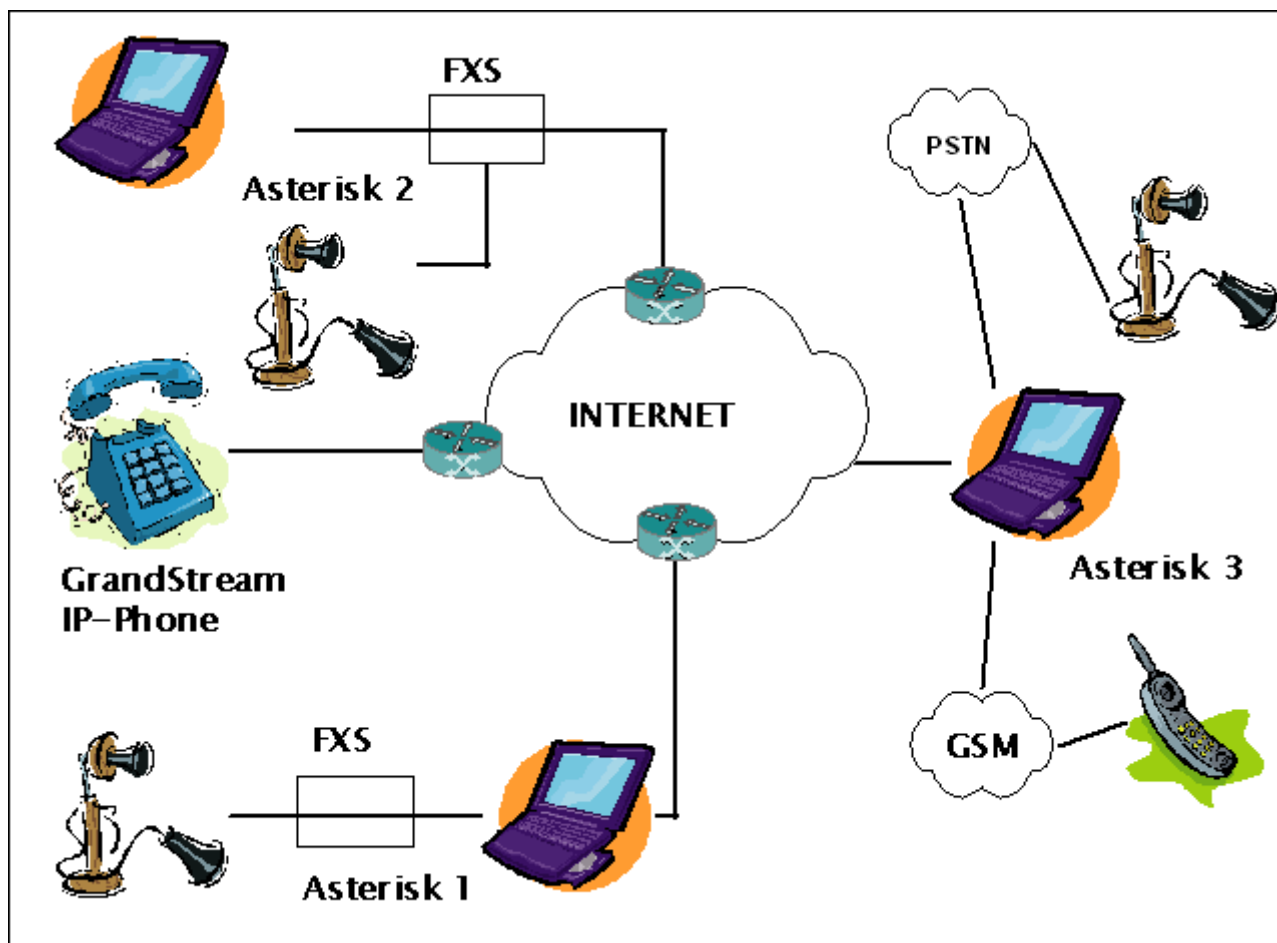 FXS
PSTN
Asterisk 2
INTERNET
GrandStream
IP-Phone
Asterisk 3
FXS
GSM
Asterisk 1